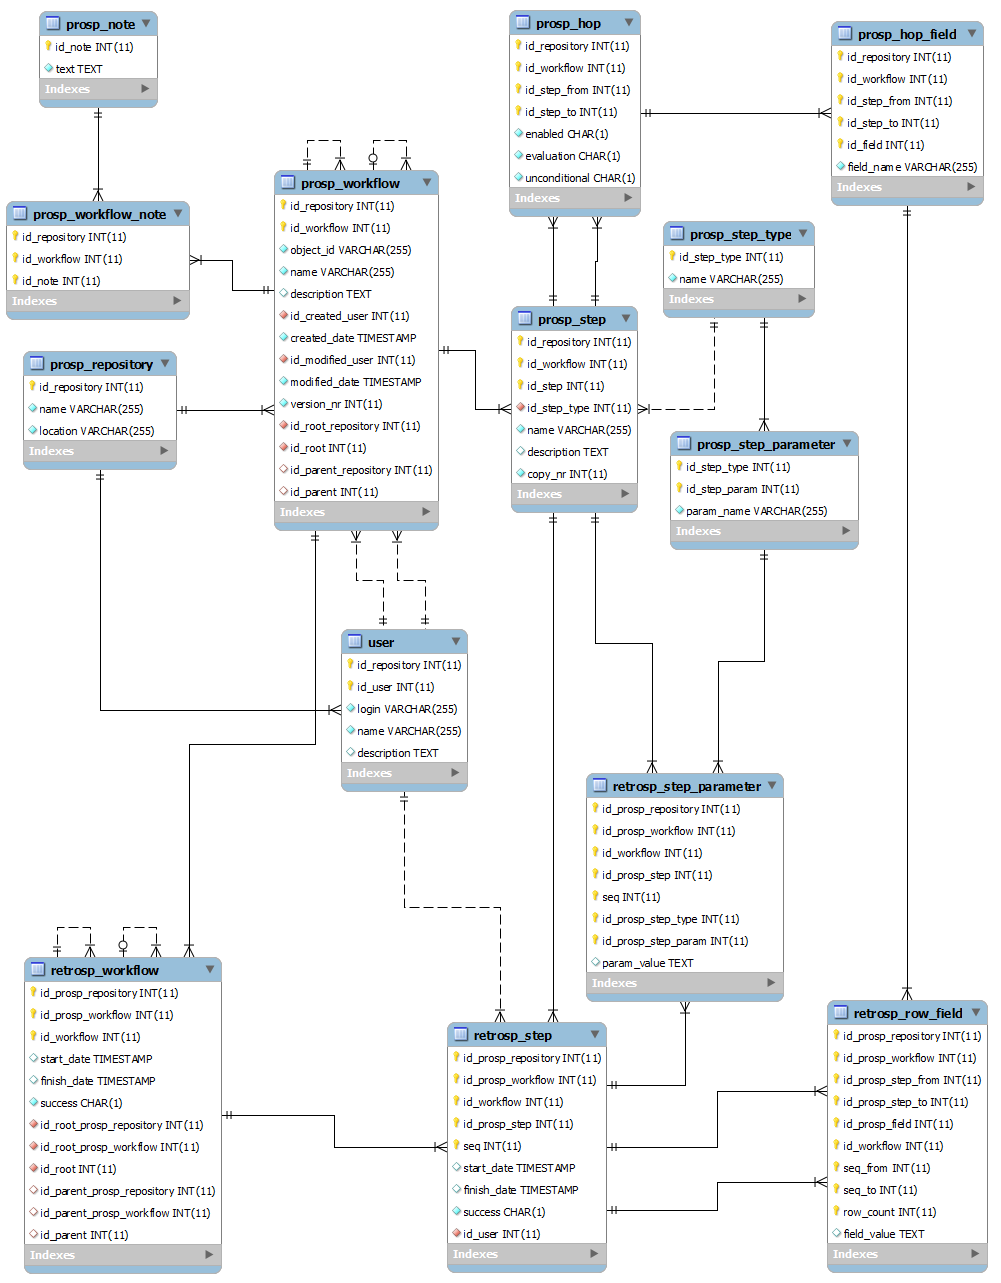 prosp_note
id_note INT(11)
text TEXT
Indexes
prosp_workflow_note
id_repository INT(11)
id_workflow INT(11)
id_note INT(11)
Indexes
prosp_repository
id_repository INT(11)
name VARCHAR(255)
location VARCHAR(255)
Indexes
prosp_workflow
id_repository INT(11)
id_workflow INT(11)
object_id VARCHAR(255)
name VARCHAR(255)
description TEXT
id_created_user INT(11)
created_date TIMESTAMP
id_modified_user INT(11)
modified_date TIMESTAMP
version_nr INT(11)
id_root_repository INT(11)
id_root INT(11)
id_parent_repository INT(11)
id_parent INT(11)
Indexes
prosp_hop
id_repository INT(11)
id_workflow INT(11)
id_step_from INT(11)
id_step_to INT(11)
enabled CHAR(1)
evaluation CHAR(1)
unconditional CHAR(1)
Indexes
prosp_hop_field
id_repository INT(11)
id_workflow INT(11)
id_step_from INT(11)
id_step_to INT(11)
id_field INT(11)
field_name VARCHAR(255)
Indexes
prosp_step_type
id_step_type INT(11)
name VARCHAR(255)
Indexes
prosp_step
id_repository INT(11)
id_workflow INT(11)
id_step INT(11)
id_step_type INT(11)
name VARCHAR(255)
description TEXT
copy_nr INT(11)
Indexes
prosp_step_parameter
id_step_type INT(11)
id_step_param INT(11)
param_name VARCHAR(255)
Indexes
user
id_repository INT(11)
id_user INT(11)
login VARCHAR(255)
name VARCHAR(255)
description TEXT
Indexes
retrosp_step_parameter
id_prosp_repository INT(11)
id_prosp_workflow INT(11)
id_workflow INT(11)
id_prosp_step INT(11)
seq INT(11)
id_prosp_step_type INT(11)
id_prosp_step_param INT(11)
param_value TEXT
Indexes
retrosp_workflow
id_prosp_repository INT(11)
id_prosp_workflow INT(11)
id_workflow INT(11)
start_date TIMESTAMP
finish_date TIMESTAMP
success CHAR(1)
id_root_prosp_repository INT(11)
id_root_prosp_workflow INT(11)
id_root INT(11)
id_parent_prosp_repository INT(11)
id_parent_prosp_workflow INT(11)
id_parent INT(11)
Indexes
retrosp_step
id_prosp_repository INT(11)
id_prosp_workflow INT(11)
id_workflow INT(11)
id_prosp_step INT(11)
seq INT(11)
start_date TIMESTAMP
finish_date TIMESTAMP
success CHAR(1)
id_user INT(11)
Indexes
retrosp_row_field
id_prosp_repository INT(11)
id_prosp_workflow INT(11)
id_prosp_step_from INT(11)
id_prosp_step_to INT(11)
id_prosp_field INT(11)
id_workflow INT(11)
seq_from INT(11)
seq_to INT(11)
row_count INT(11)
field_value TEXT
Indexes